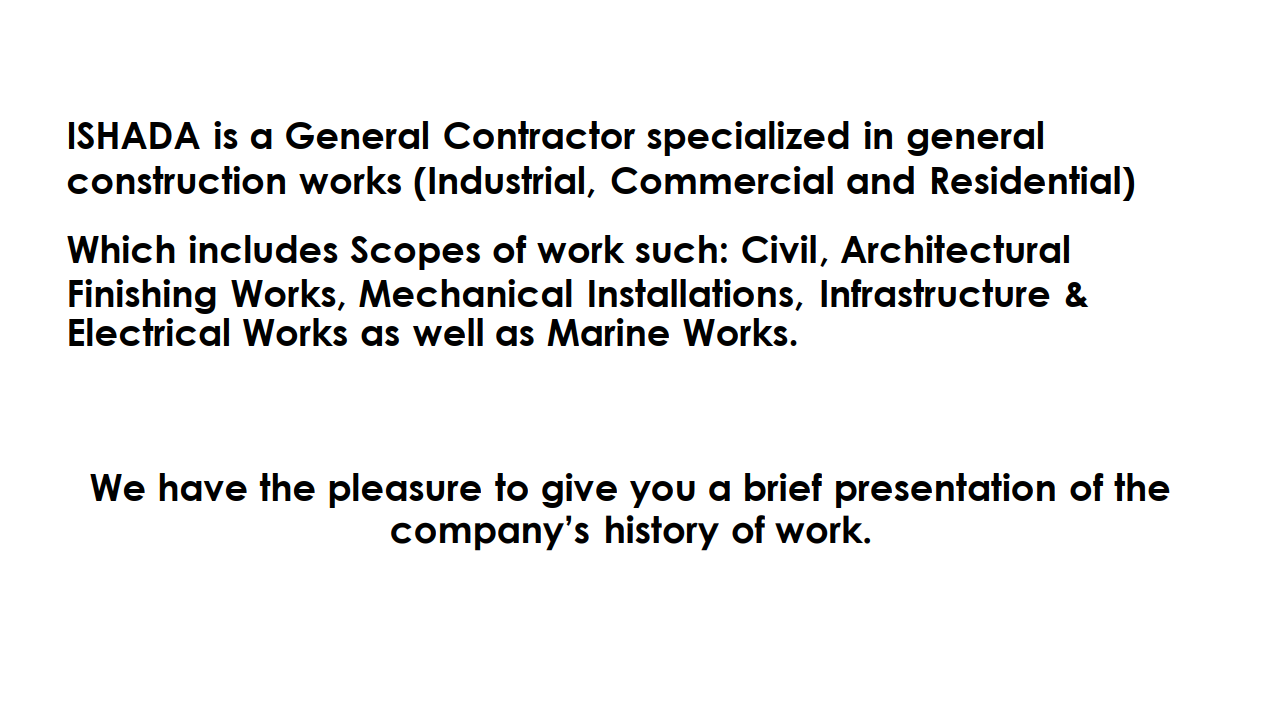 ISHADA is a General Contractor specialized in general
construction works (Industrial, Commercial and Residential)
Which includes Scopes of work such: Civil, Architectural
Finishing Works, Mechanical Installations, Infrastructure &
Electrical Works as well as Marine Works.
We have the pleasure to give you a brief presentation of the
company’s history of work.